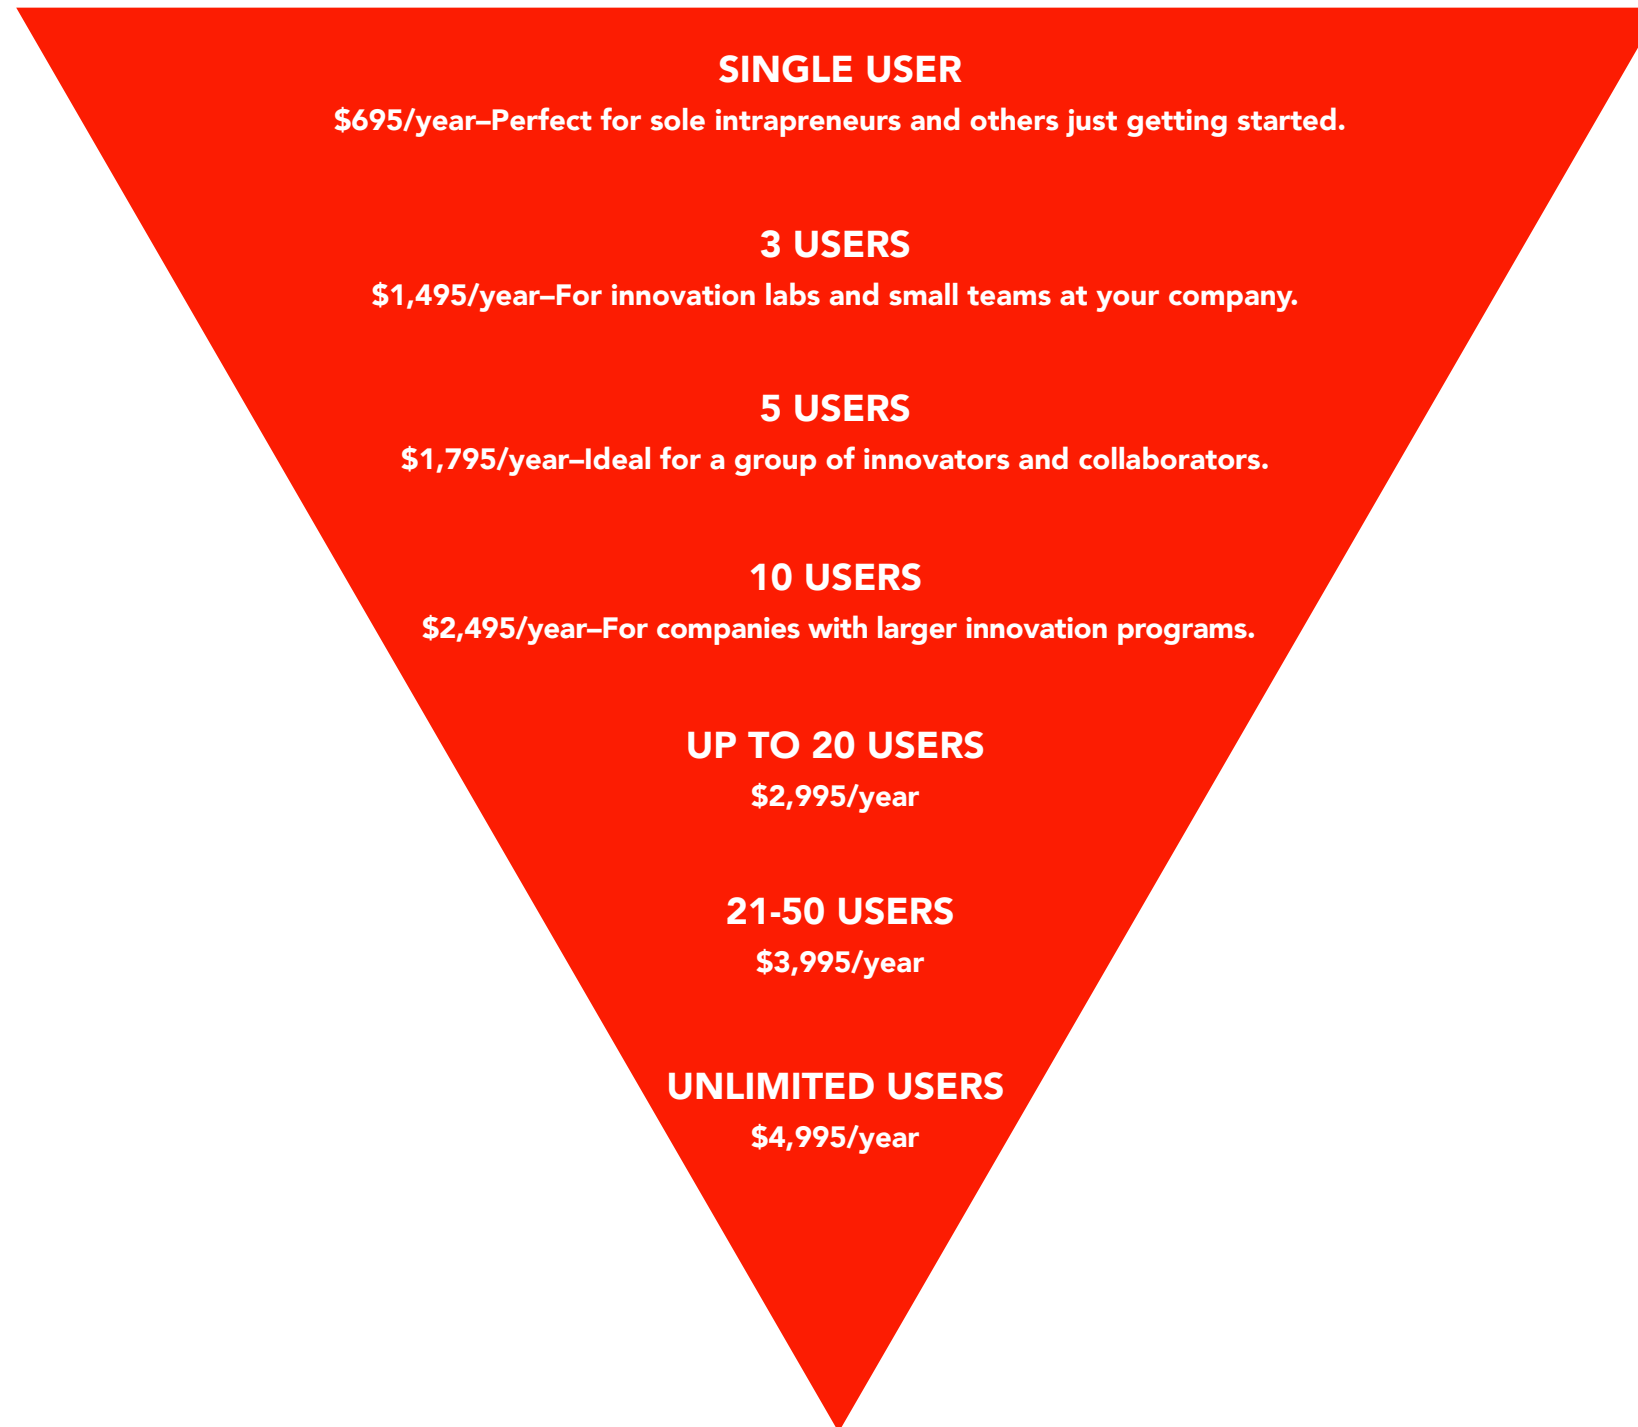 SINGLE USER
$695/year–Perfect for sole intrapreneurs and others just getting started.
3 USERS
$1,495/year–For innovation labs and small teams at your company.
5 USERS
$1,795/year–Ideal for a group of innovators and collaborators.
10 USERS
$2,495/year–For companies with larger innovation programs.
UP TO 20 USERS
$2,995/year
21-50 USERS
$3,995/year
UNLIMITED USERS
$4,995/year